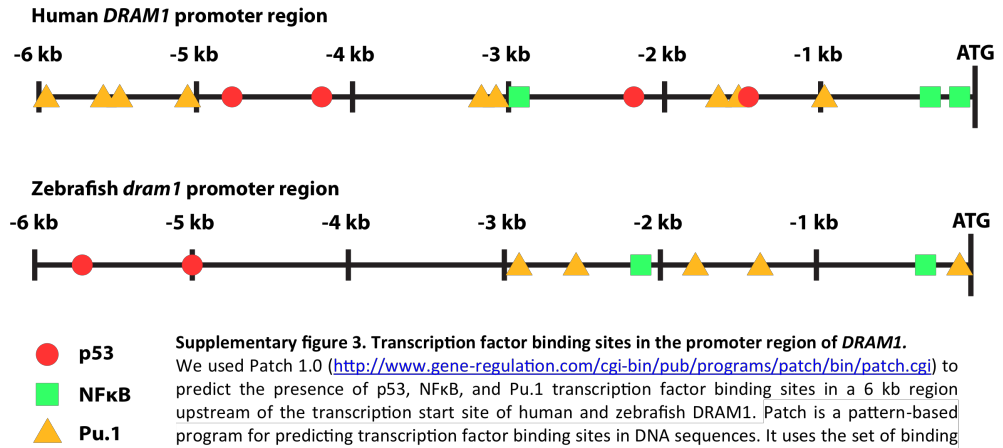 Human DRAM1 promoter region
-6 kb -5 kb -4 kb -3 kb -2 kb -1 kb ATG
Zebrafish dram1 promoter region
-6 kb -5 kb -4 kb -3 kb -2 kb -1 kb ATG
p53
NFκB
Pu.1
Supplementary figure 3. Transcription factor binding sites in the promoter region of DRAM1.
We used Patch 1.0 (http://www.gene-regulation.com/cgi-bin/pub/programs/patch/bin/patch.cgi) to
predict the presence of p53, NFκB, and Pu.1 transcription factor binding sites in a 6 kb region
upstream of the transcription start site of human and zebrafish DRAM1. Patch is a pattern-based
program for predicting transcription factor binding sites in DNA sequences. It uses the set of binding